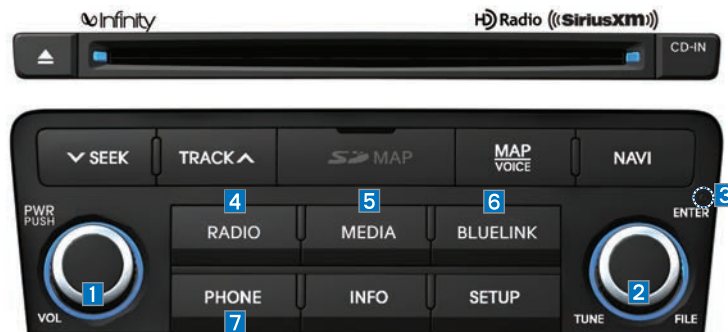 Infinity
HD Radio ((SiriusXM))
CD-IN
SEEK
TRACK
SD MAP
MAP
VOICE
NAVI
3
4
5
6
PWR
PUSH
ENTER
RADIO
MEDIA
BLUELINK
1
2
PHONE
INFO
SETUP
VOL
7
TUNE
FILE